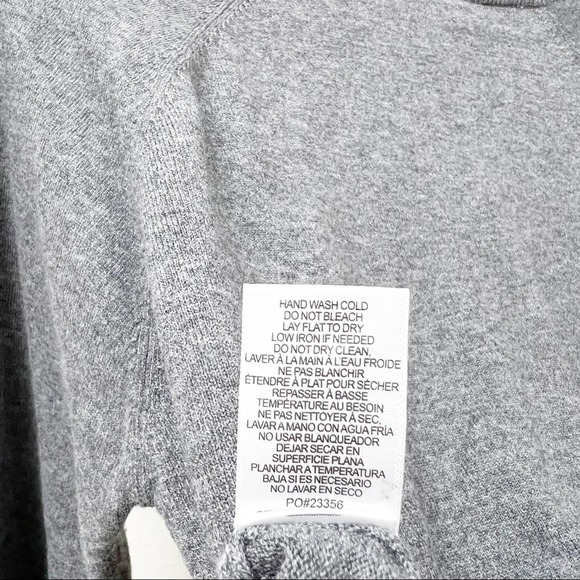 HAND WASH COLD
DO NOT BLEACH
LAY FLAT TO DRY
LOW IRON IF NEEDED
DO NOT DRY CLEAN,
LAVER À LA MAIN À L'EAU FROIDE
NE PAS BLANCHIR
ÉTENDRE À PLAT POUR SÉCHER
REPASSER À BASSE
TEMPÉRATURE AU BESOIN
NE PAS NETTOYER À SEC,
LAVAR A MANO CON AGUA FRÍA
NO USAR BLANQUEADOR
DEJAR SECAR EN
SUPERFICIE PLANA
PLANCHAR A TEMPERATURA
BAJA SI ES NECESARIO
NO LAVAR EN SECO
PO#23356